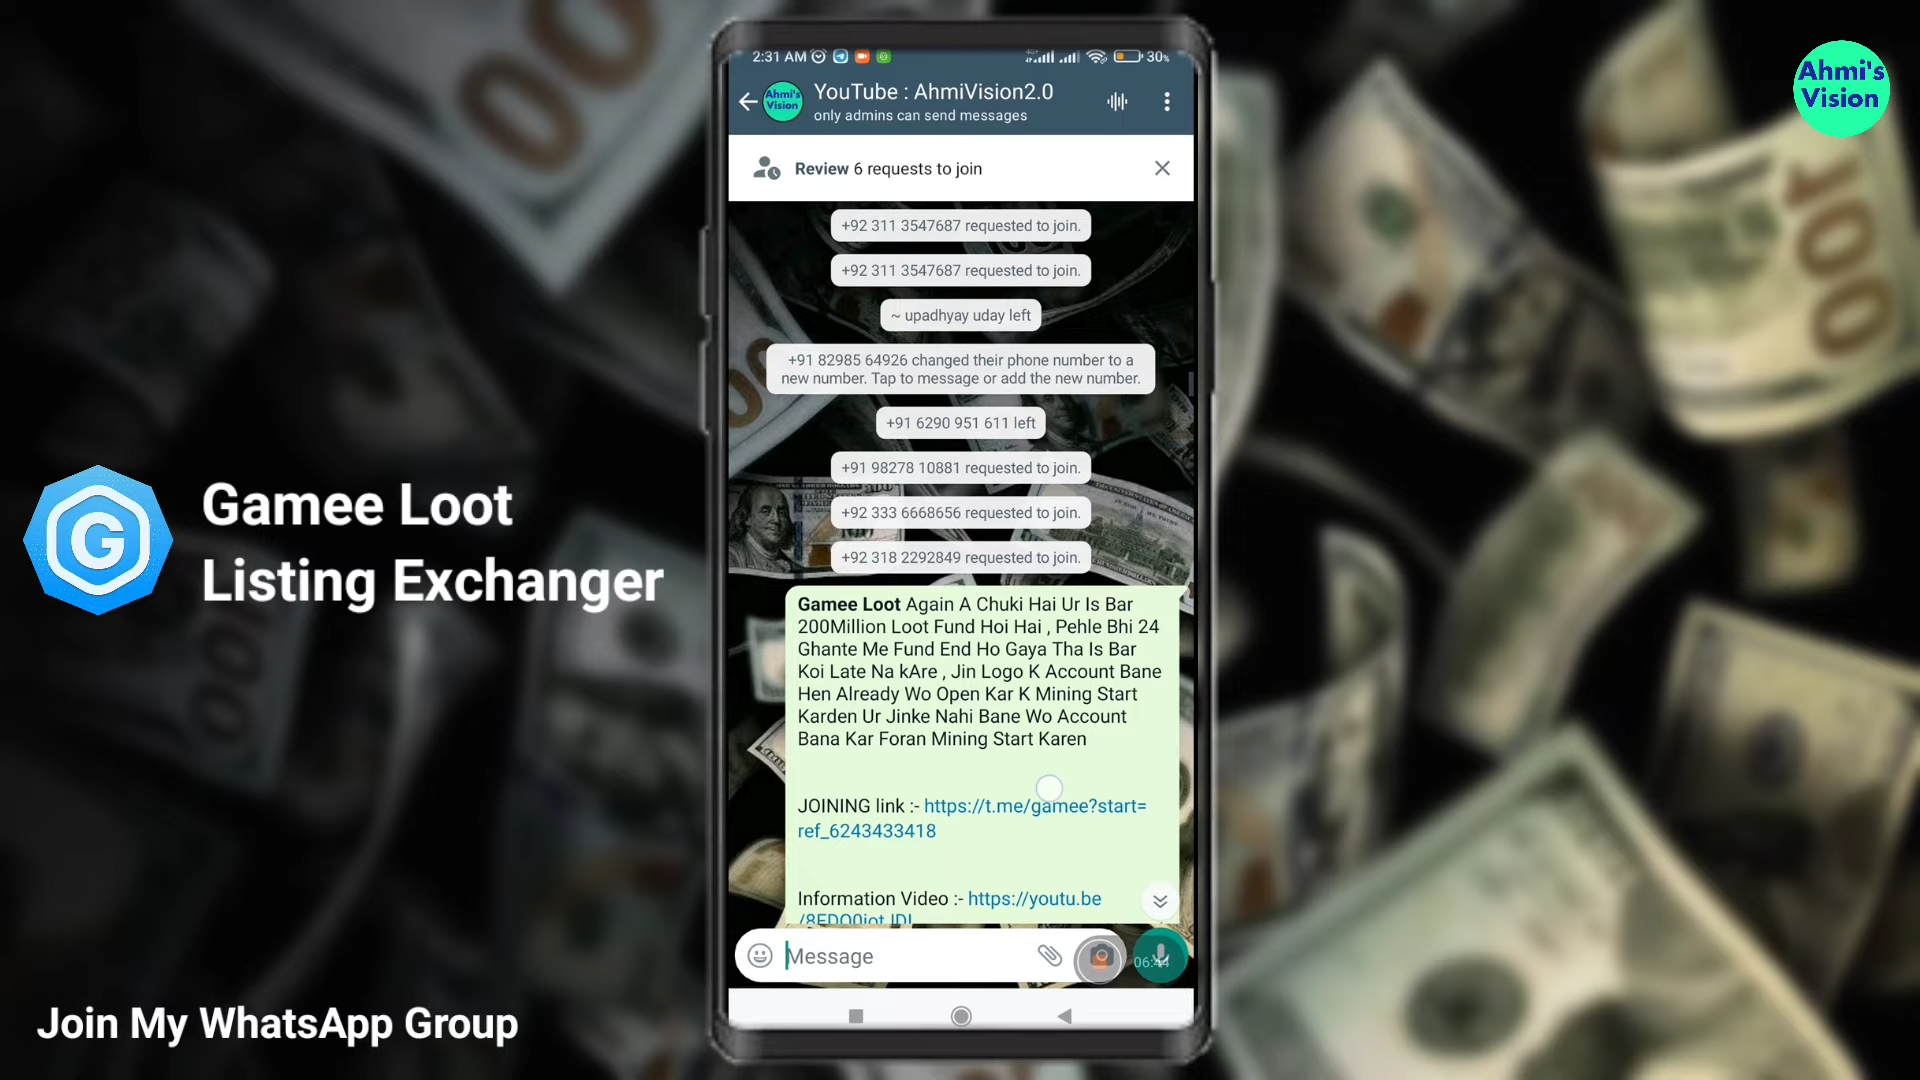 Ahmi's
Vision
2:31 AM
4G+
30%
Ahmi's
Vision
YouTube : AhmiVision2.0
only admins can send messages
Review 6 requests to join
+92 311 3547687 requested to join.
+92 311 3547687 requested to join.
~ upadhyay uday left
+91 82985 64926 changed their phone number to a
new number. Tap to message or add the new number.
+91 6290 951 611 left
+91 98278 10881 requested to join.
+92 333 6668656 requested to join.
+92 318 2292849 requested to join.
Gamee Loot
Listing Exchanger
Gamee Loot Again A Chuki Hai Ur Is Bar
200Million Loot Fund Hoi Hai , Pehle Bhi 24
Ghante Me Fund End Ho Gaya Tha Is Bar
Koi Late Na kAre , Jin Logo K Account Bane
Hen Already Wo Open Kar K Mining Start
Karden Ur Jinke Nahi Bane Wo Account
Bana Kar Foran Mining Start Karen
JOINING link :- https://t.me/gamee?start=
ref_6243433418
Information Video :- https://youtu.be
Message
06:44
Join My WhatsApp Group